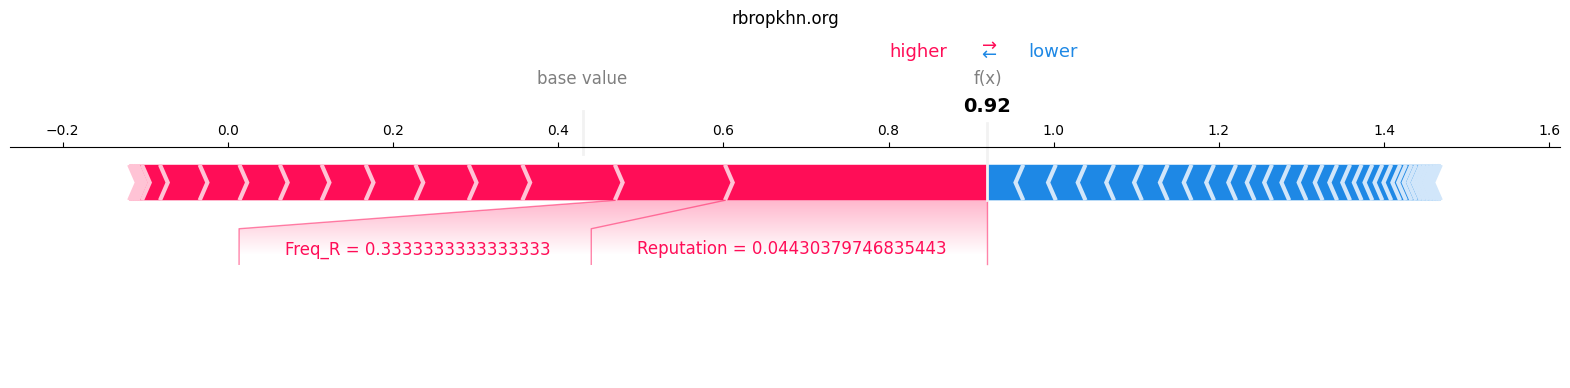 rbropkhn.org
higher ⇄ lower
base value f(x)
0.92
−0.2 0.0 0.2 0.4 0.6 0.8 1.0 1.2 1.4 1.6
Freq_R = 0.3333333333333333 Reputation = 0.04430379746835443